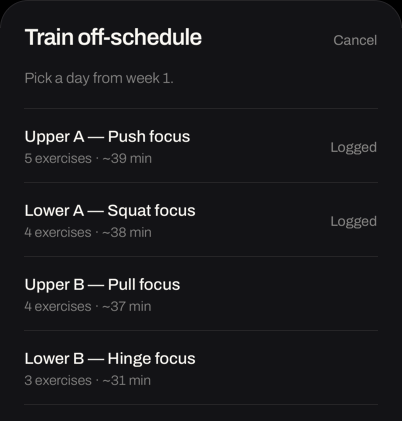 Train off-schedule
Cancel
Pick a day from week 1.
Upper A — Push focus
5 exercises · ~39 min
Logged
Lower A — Squat focus
4 exercises · ~38 min
Logged
Upper B — Pull focus
4 exercises · ~37 min
Lower B — Hinge focus
3 exercises · ~31 min